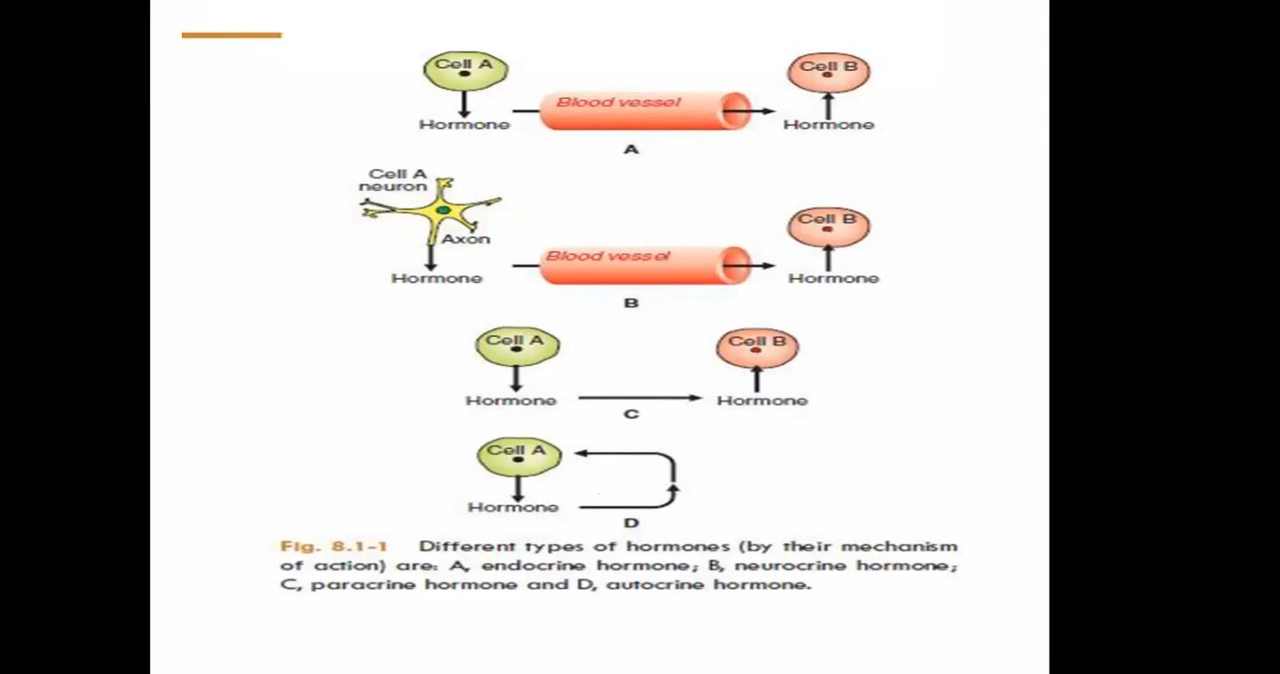 Cell A
Cell B
Blood vessel
Hormone
Hormone
A
Cell A
neuron
Cell B
Axon
Blood vessel
Hormone
Hormone
B
Cell A
Cell B
Hormone
Hormone
C
Cell A
Hormone
D
Fig. 8.1-1 Different types of hormones (by their mechanism
of action) are: A, endocrine hormone; B, neurocrine hormone;
C, paracrine hormone and D, autocrine hormone.